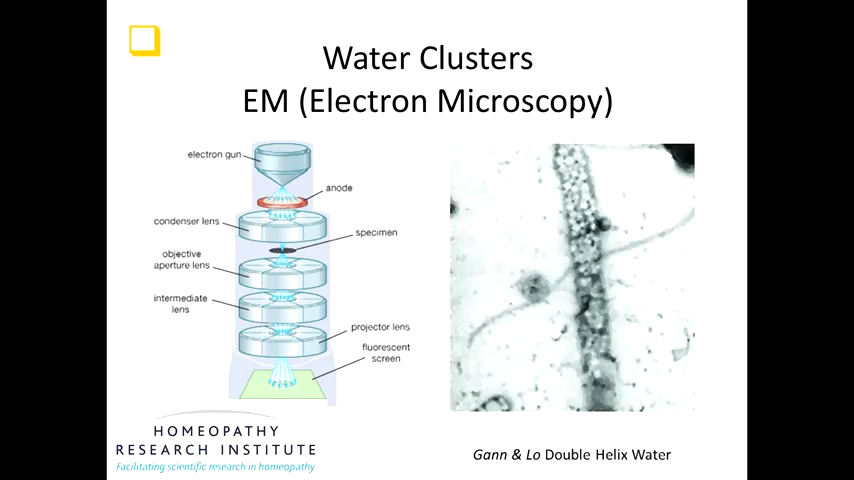 Water Clusters
EM (Electron Microscopy)
electron gun
anode
condenser lens
specimen
objective
aperture lens
intermediate
lens
projector lens
fluorescent
screen
HOMEOPATHY
RESEARCH INSTITUTE
Facilitating scientific research in homeopathy
Gann & Lo Double Helix Water